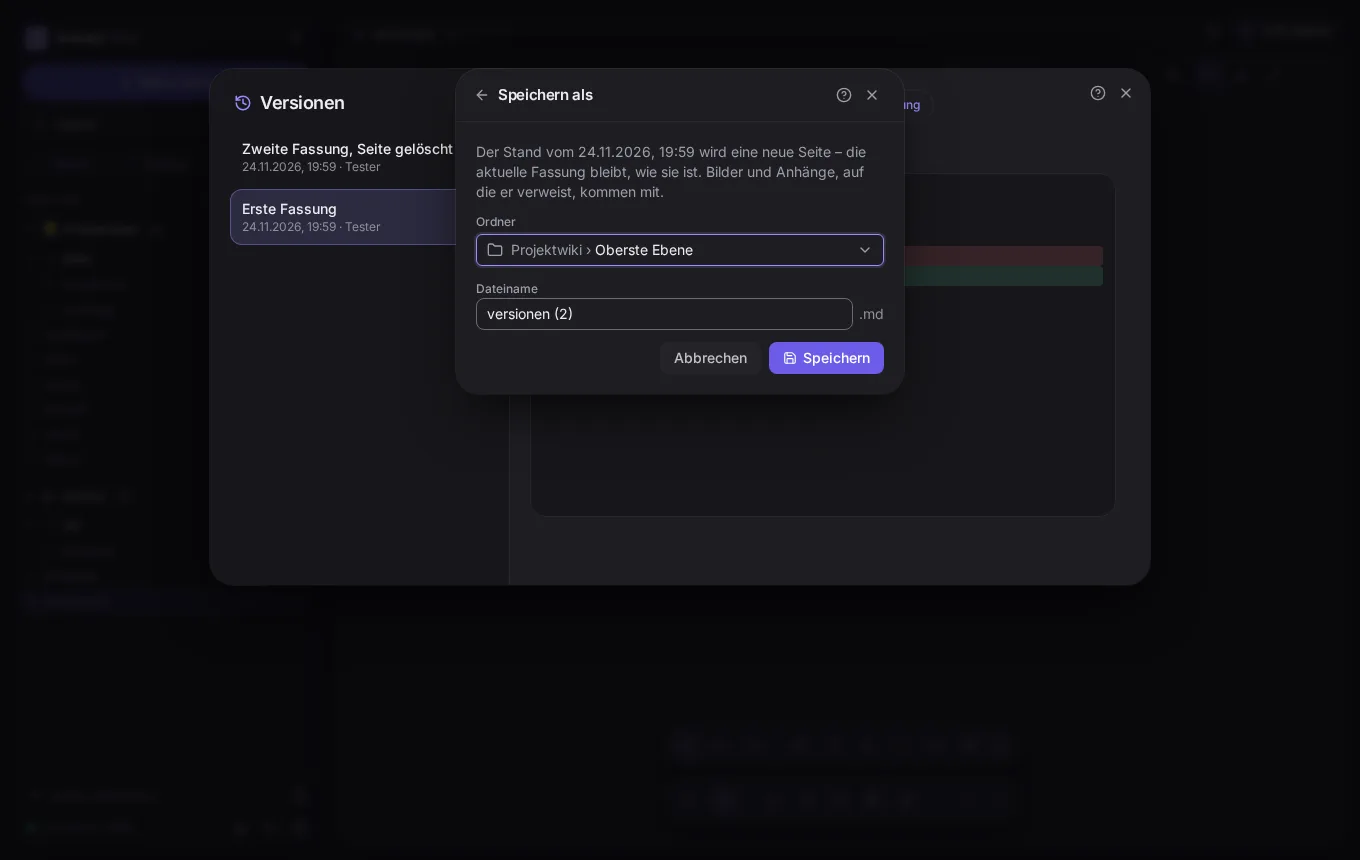 Versionen
Zweite Fassung, Seite gelöscht
24.11.2026, 19:59 · Tester
Erste Fassung
24.11.2026, 19:59 · Tester
Speichern als
Der Stand vom 24.11.2026, 19:59 wird eine neue Seite – die
aktuelle Fassung bleibt, wie sie ist. Bilder und Anhänge, auf
die er verweist, kommen mit.
Ordner
Projektwiki › Oberste Ebene
Dateiname
versionen (2) .md
Abbrechen Speichern